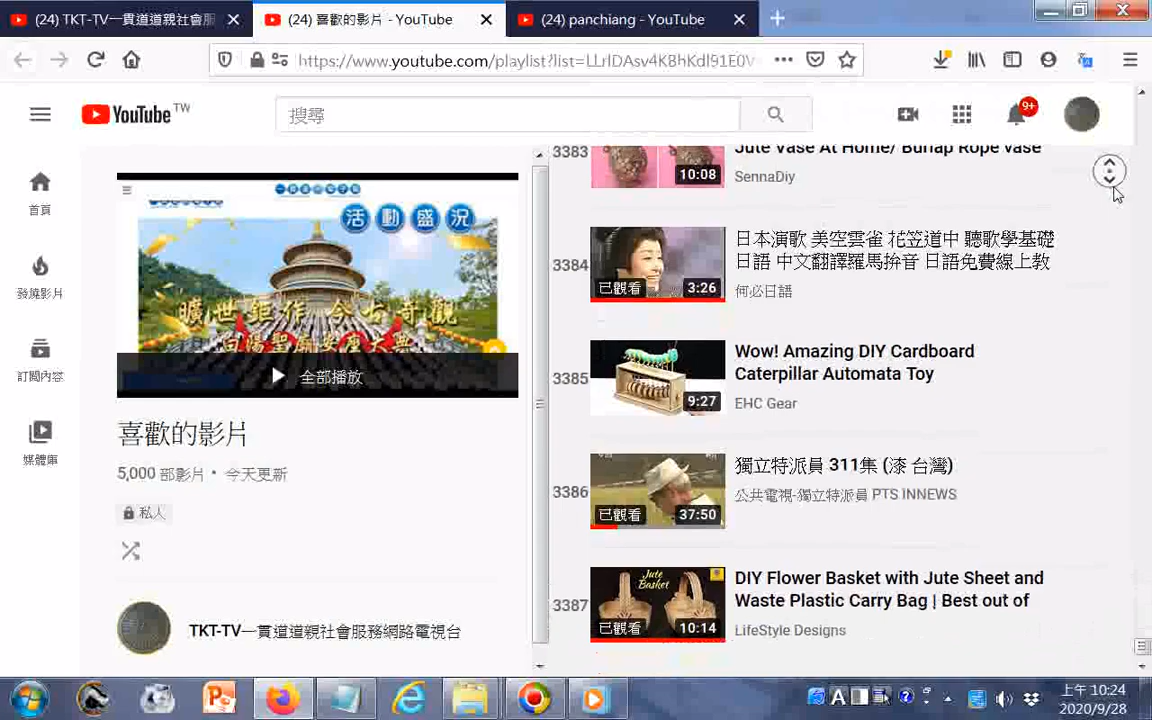 (24) TKT-TV一貫道道親社會服
(24) 喜歡的影片 - YouTube
(24) panchiang - YouTube
https://www.youtube.com/playlist?list=LLrIDAsv4KBhKdl91E0V
YouTube TW
搜尋
9+
首頁
發燒影片
訂閱內容
媒體庫
活動盛況
曠世鉅作 今古奇觀
全部播放
喜歡的影片
5,000 部影片 • 今天更新
私人
TKT-TV一貫道道親社會服務網路電視台
3383
10:08
Jute Vase At Home/ Burlap Rope vase
SennaDiy
3384
已觀看
3:26
日本演歌 美空雲雀 花笠道中 聽歌學基礎
日語 中文翻譯羅馬拚音 日語免費線上教
何必日語
3385
9:27
Wow! Amazing DIY Cardboard
Caterpillar Automata Toy
EHC Gear
3386
已觀看
37:50
獨立特派員 311集 (漆 台灣)
公共電視-獨立特派員 PTS INNEWS
3387
Jute
Basket
已觀看
10:14
DIY Flower Basket with Jute Sheet and
Waste Plastic Carry Bag | Best out of
LifeStyle Designs
上午 10:24
2020/9/28